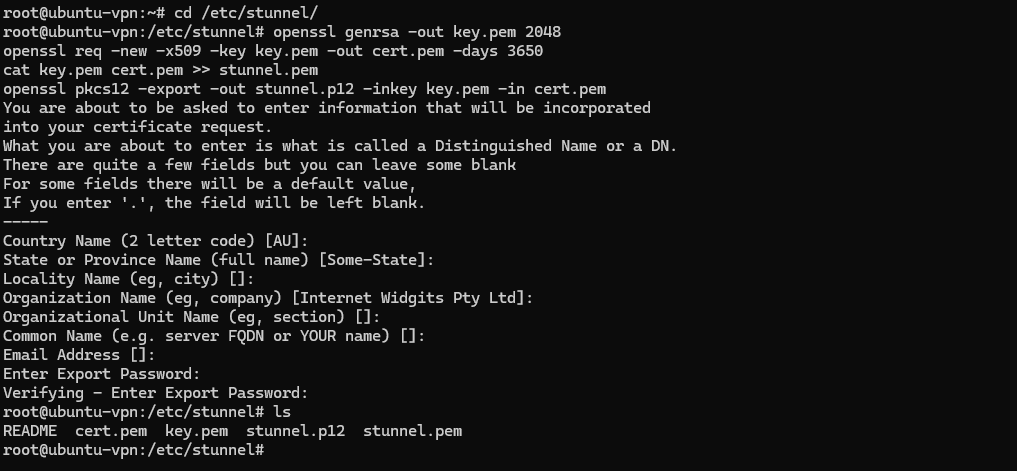 root@ubuntu-vpn:~# cd /etc/stunnel/
root@ubuntu-vpn:/etc/stunnel# openssl genrsa -out key.pem 2048
openssl req -new -x509 -key key.pem -out cert.pem -days 3650
cat key.pem cert.pem >> stunnel.pem
openssl pkcs12 -export -out stunnel.p12 -inkey key.pem -in cert.pem
You are about to be asked to enter information that will be incorporated
into your certificate request.
What you are about to enter is what is called a Distinguished Name or a DN.
There are quite a few fields but you can leave some blank
For some fields there will be a default value,
If you enter '.', the field will be left blank.
-----
Country Name (2 letter code) [AU]:
State or Province Name (full name) [Some-State]:
Locality Name (eg, city) []:
Organization Name (eg, company) [Internet Widgits Pty Ltd]:
Organizational Unit Name (eg, section) []:
Common Name (e.g. server FQDN or YOUR name) []:
Email Address []:
Enter Export Password:
Verifying - Enter Export Password:
root@ubuntu-vpn:/etc/stunnel# ls
README  cert.pem  key.pem  stunnel.p12  stunnel.pem
root@ubuntu-vpn:/etc/stunnel#